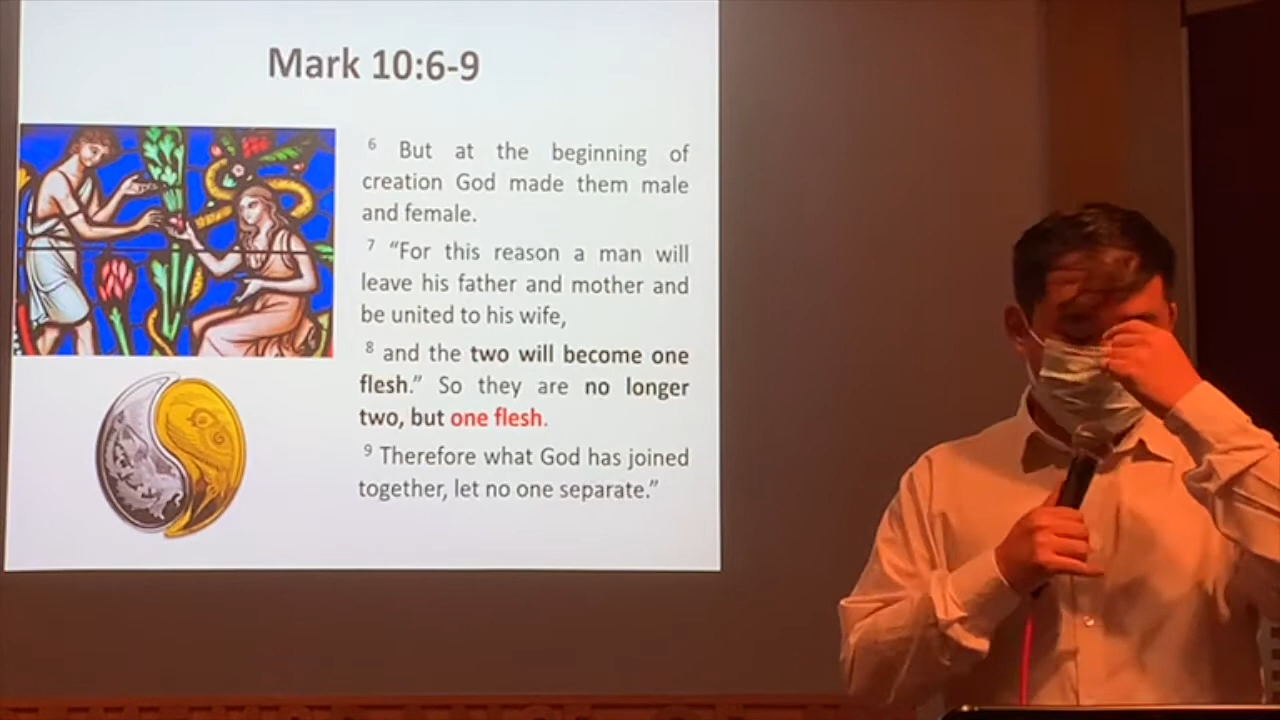 Mark 10:6-9
6 But at the beginning of
creation God made them male
and female.
7 “For this reason a man will
leave his father and mother and
be united to his wife,
8 and the two will become one
flesh.” So they are no longer
two, but one flesh.
9 Therefore what God has joined
together, let no one separate.”